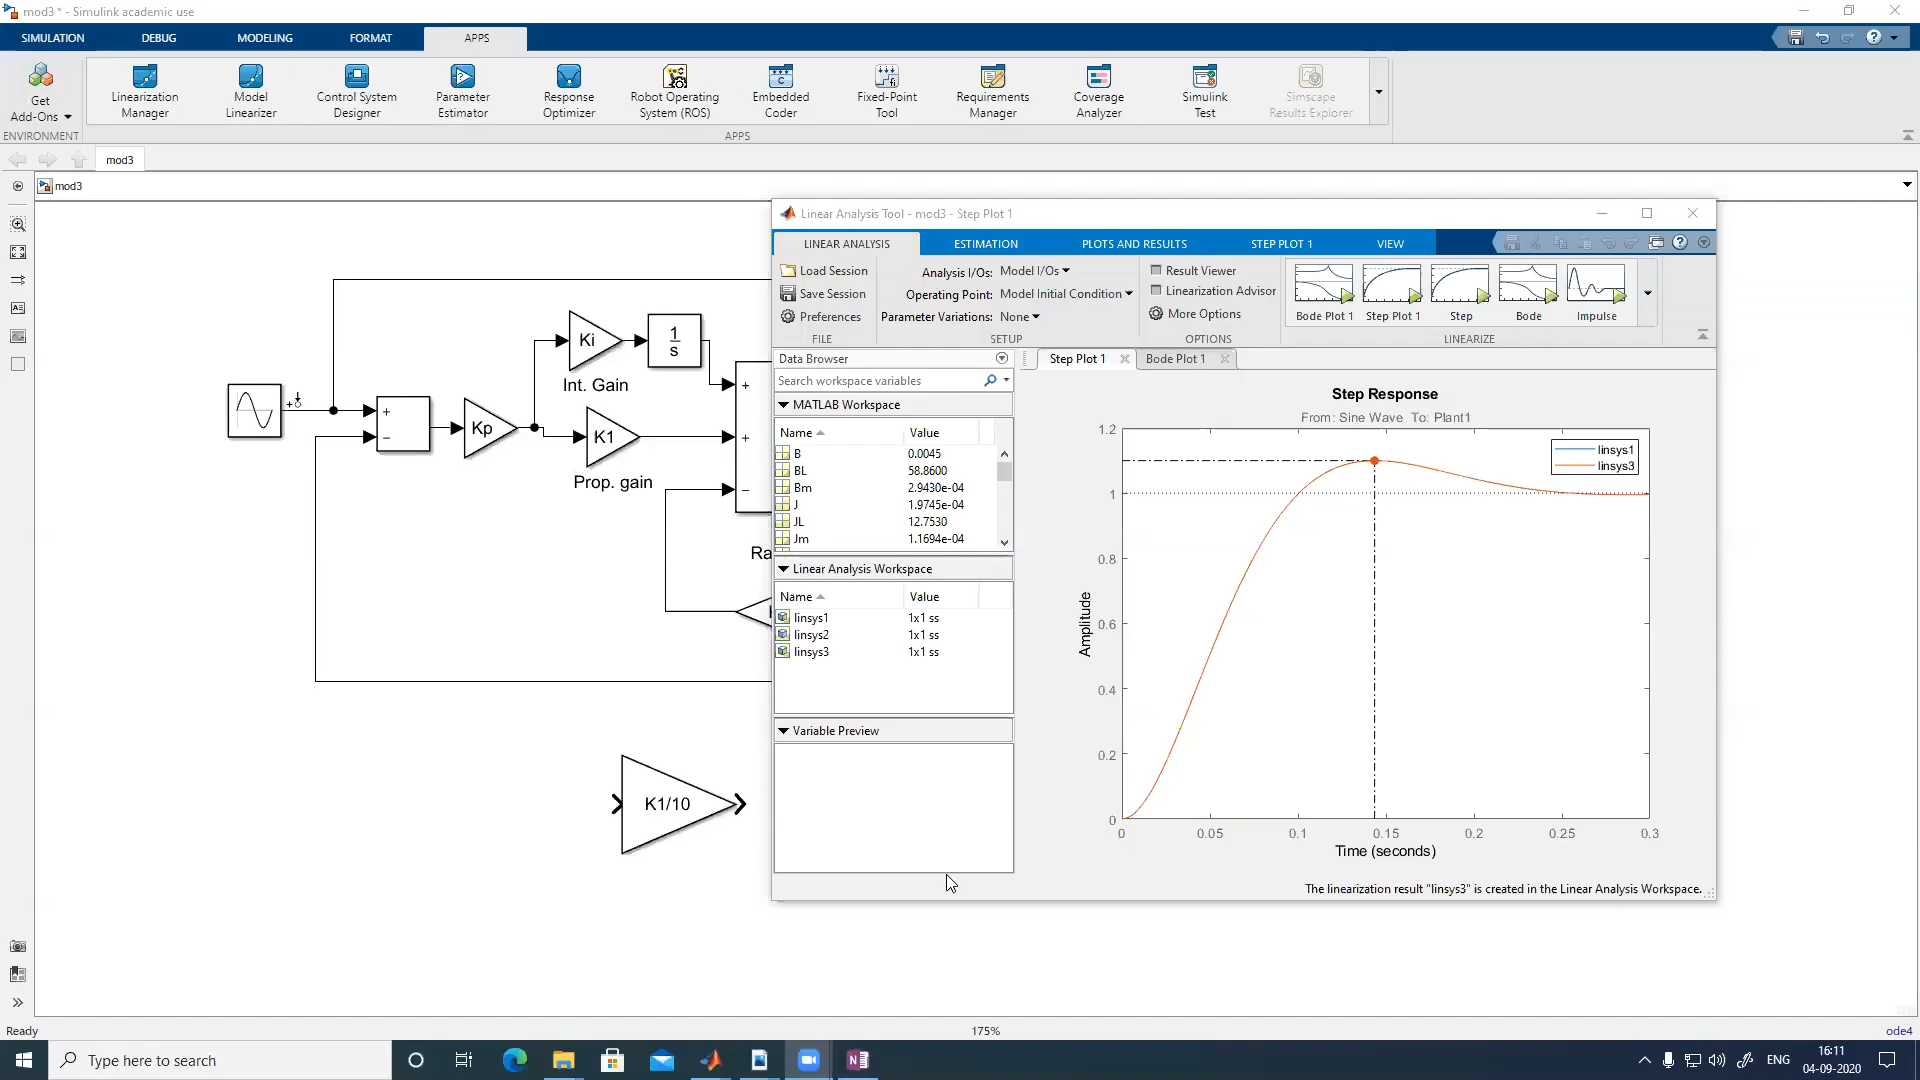 mod3 * - Simulink academic use
SIMULATION
DEBUG
MODELING
FORMAT
APPS
Get
Add-Ons
ENVIRONMENT
Linearization
Manager
Model
Linearizer
Control System
Designer
Parameter
Estimator
Response
Optimizer
Robot Operating
System (ROS)
Embedded
Coder
Fixed-Point
Tool
Requirements
Manager
Coverage
Analyzer
Simulink
Test
Simscape
Results Explorer
APPS
mod3
mod3
Ki
1
s
Int. Gain
Kp
K1
Prop. gain
+
-
+
+
-
Ra
K1/10
Linear Analysis Tool - mod3 - Step Plot 1
LINEAR ANALYSIS
ESTIMATION
PLOTS AND RESULTS
STEP PLOT 1
VIEW
Load Session
Save Session
Preferences
FILE
Analysis I/Os: Model I/Os
Operating Point: Model Initial Condition
Parameter Variations: None
SETUP
Result Viewer
Linearization Advisor
More Options
OPTIONS
Bode Plot 1
Step Plot 1
Step
Bode
Impulse
LINEARIZE
Data Browser
Search workspace variables
MATLAB Workspace
Name Value
B 0.0045
BL 58.8600
Bm 2.9430e-04
J 1.9745e-04
JL 12.7530
Jm 1.1694e-04
Linear Analysis Workspace
Name Value
linsys1 1x1 ss
linsys2 1x1 ss
linsys3 1x1 ss
Variable Preview
Step Plot 1
Bode Plot 1
Step Response
From: Sine Wave To: Plant1
linsys1
linsys3
1.2
1
0.8
0.6
0.4
0.2
0
Amplitude
0 0.05 0.1 0.15 0.2 0.25 0.3
Time (seconds)
The linearization result "linsys3" is created in the Linear Analysis Workspace.
Ready
175%
ode4
Type here to search
ENG
16:11
04-09-2020